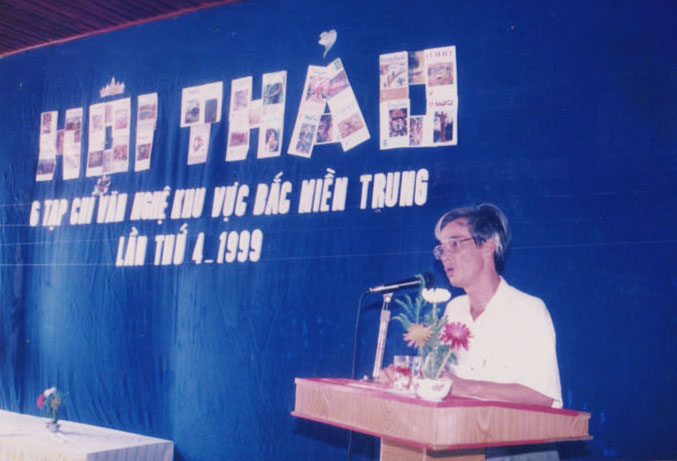 HỘI THẢO
6 TẠP CHÍ VĂN NGHỆ KHU VỰC BẮC MIỀN TRUNG
LẦN THỨ 4_1999